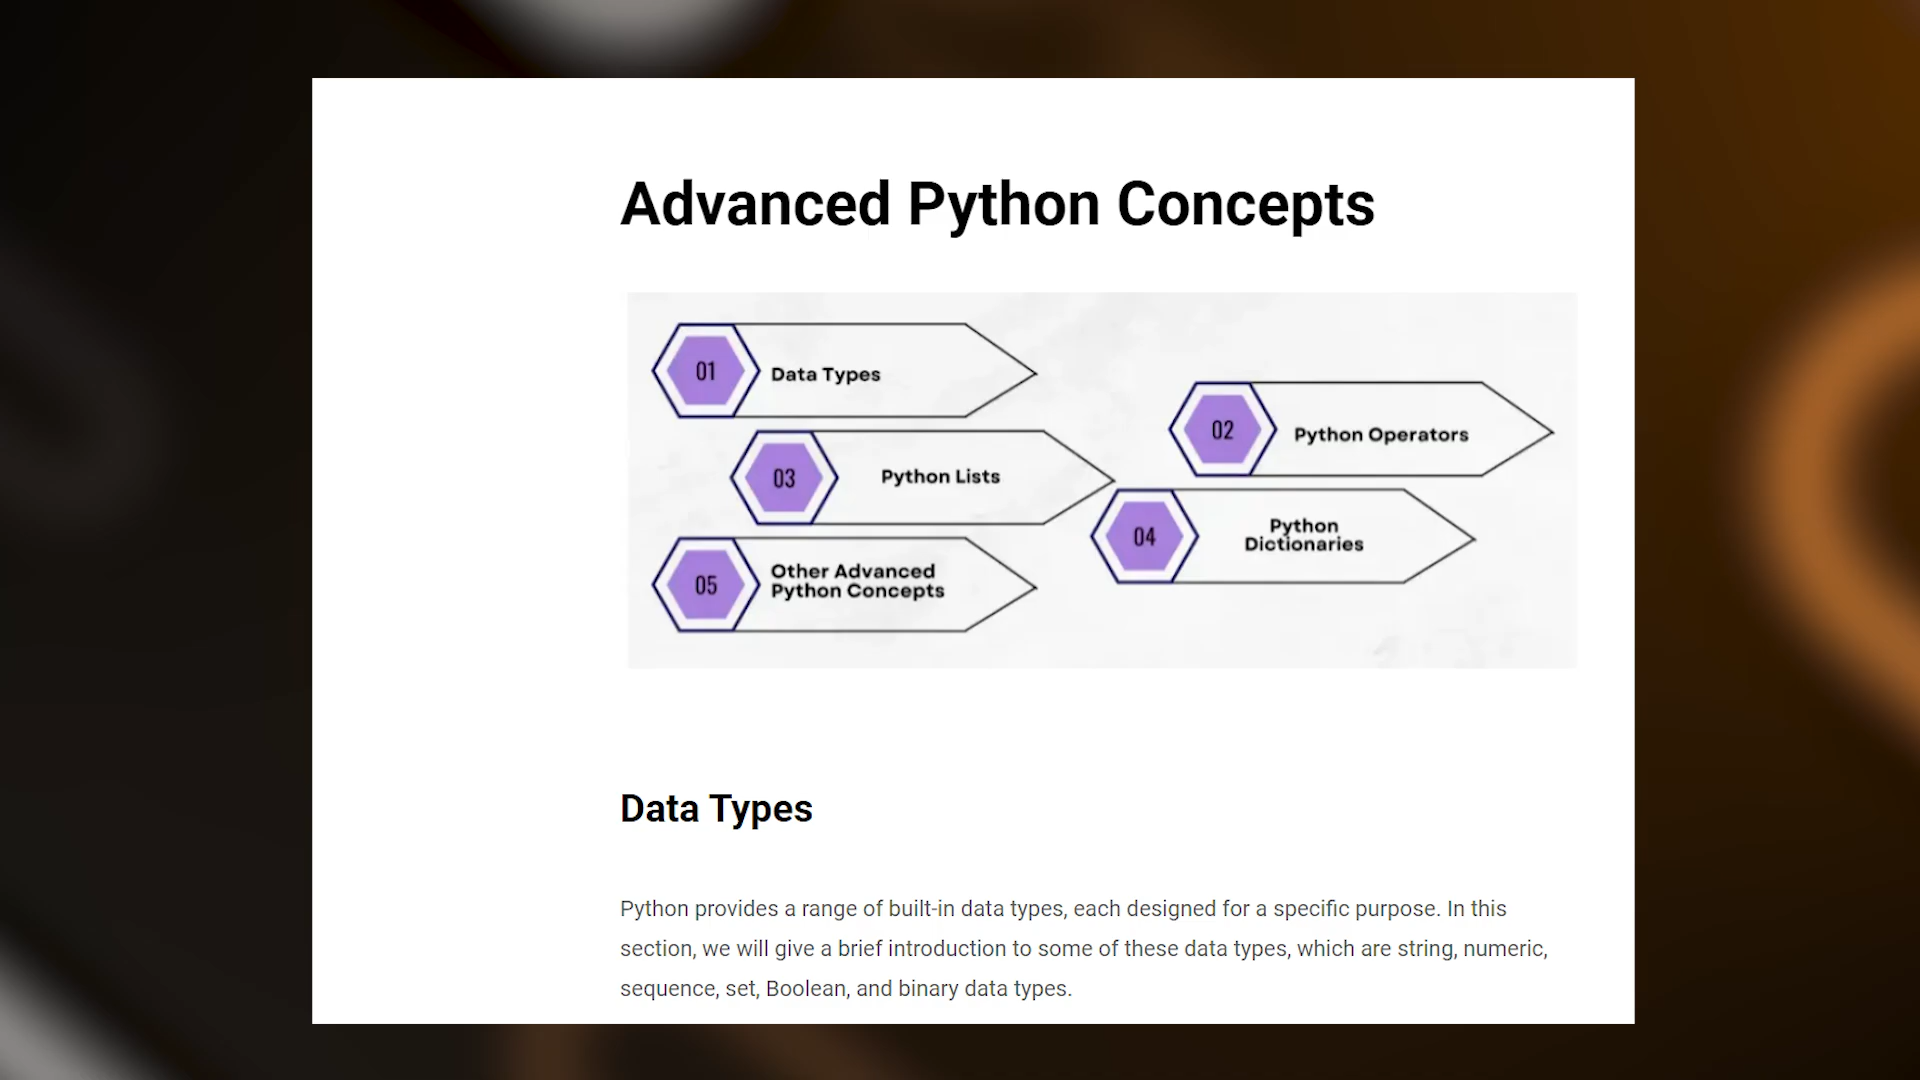 Advanced Python Concepts
01
Data Types
02
Python Operators
03
Python Lists
04
Python
Dictionaries
05
Other Advanced
Python Concepts
Data Types
Python provides a range of built-in data types, each designed for a specific purpose. In this
section, we will give a brief introduction to some of these data types, which are string, numeric,
sequence, set, Boolean, and binary data types.